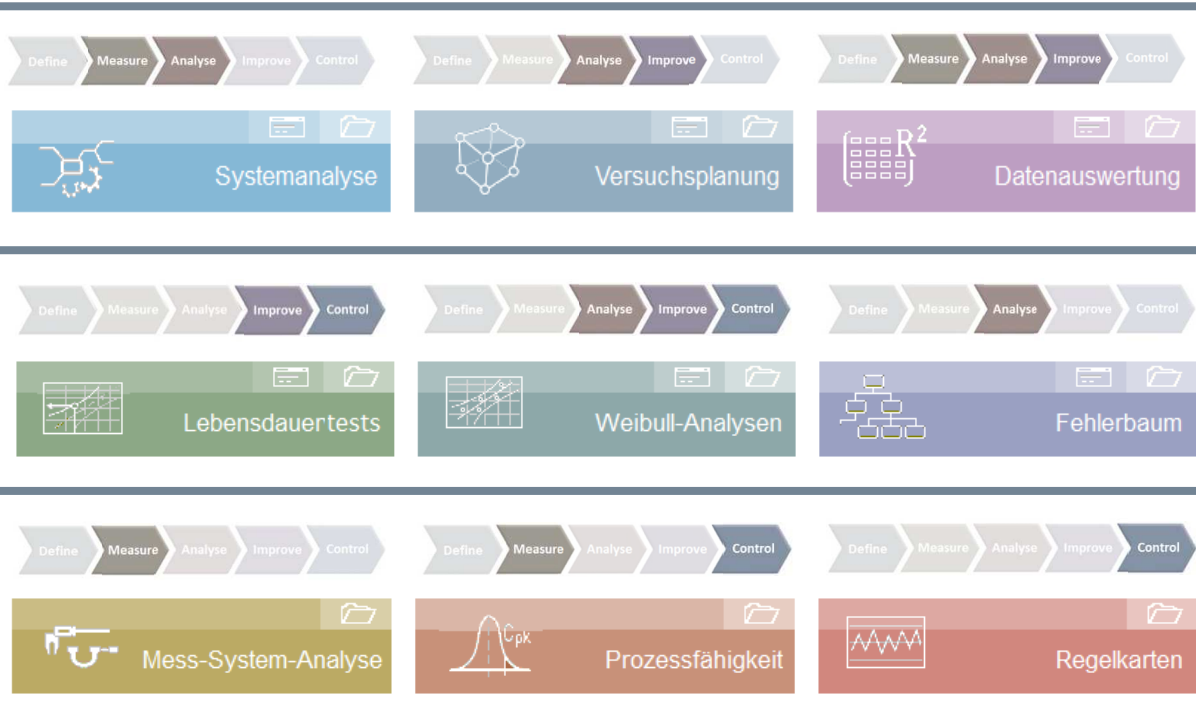 Define Measure Analyse Improve Control
Define Measure Analyse Improve Control
Define Measure Analyse Improve Control
Systemanalyse
Versuchsplanung
R²
Datenauswertung
Define Measure Analyse Improve Control
Define Measure Analyse Improve Control
Define Measure Analyse Improve Control
Lebensdauertests
Weibull-Analysen
Fehlerbaum
Define Measure Analyse Improve Control
Define Measure Analyse Improve Control
Define Measure Analyse Improve Control
Mess-System-Analyse
Cpk
Prozessfähigkeit
Regelkarten